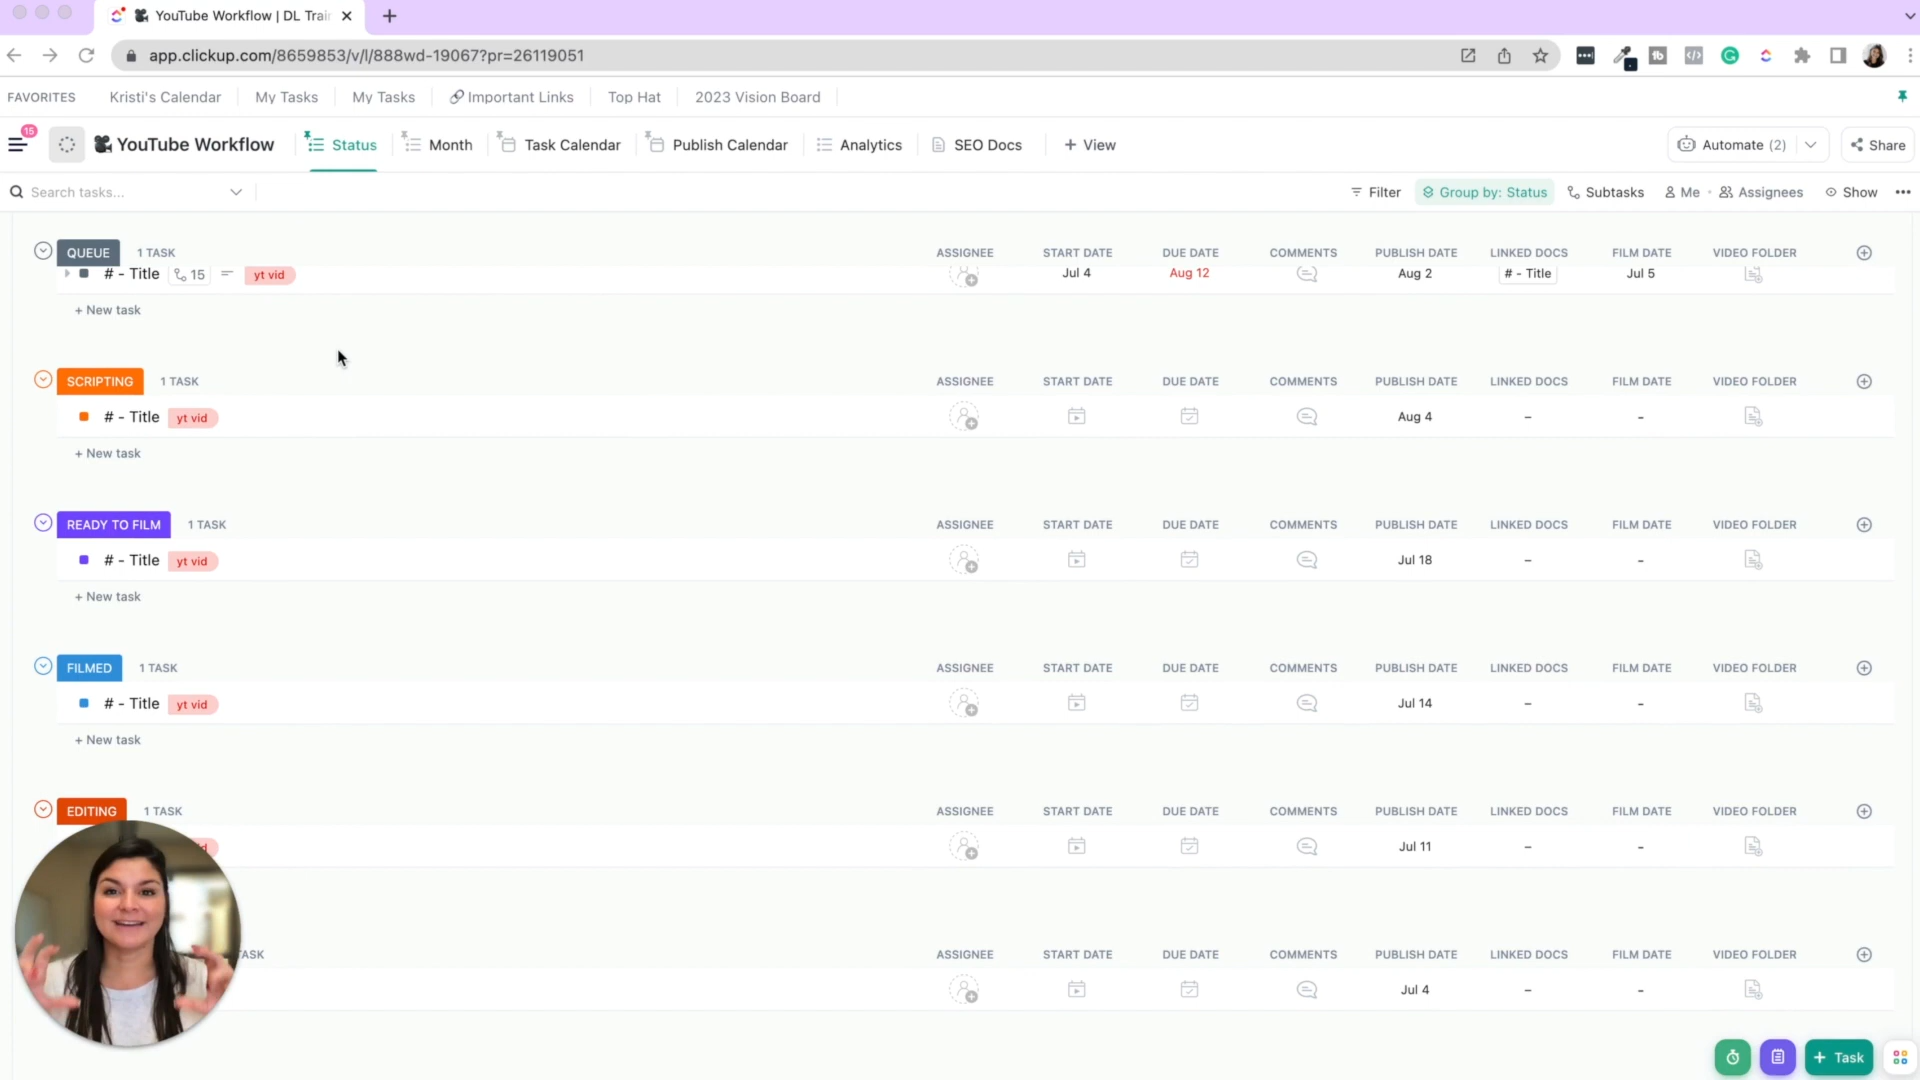 YouTube Workflow | DL Trai
app.clickup.com/8659853/v/l/888wd-19067?pr=26119051
FAVORITES Kristi's Calendar My Tasks My Tasks Important Links Top Hat 2023 Vision Board
15 YouTube Workflow Status Month Task Calendar Publish Calendar Analytics SEO Docs + View Automate (2) Share
Search tasks... Filter Group by: Status Subtasks Me Assignees Show
QUEUE 1 TASK ASSIGNEE START DATE DUE DATE COMMENTS PUBLISH DATE LINKED DOCS FILM DATE VIDEO FOLDER
# - Title 15 yt vid Jul 4 Aug 12 Aug 2 # - Title Jul 5
+ New task
SCRIPTING 1 TASK ASSIGNEE START DATE DUE DATE COMMENTS PUBLISH DATE LINKED DOCS FILM DATE VIDEO FOLDER
# - Title yt vid Aug 4 – -
+ New task
READY TO FILM 1 TASK ASSIGNEE START DATE DUE DATE COMMENTS PUBLISH DATE LINKED DOCS FILM DATE VIDEO FOLDER
# - Title yt vid Jul 18 – -
+ New task
FILMED 1 TASK ASSIGNEE START DATE DUE DATE COMMENTS PUBLISH DATE LINKED DOCS FILM DATE VIDEO FOLDER
# - Title yt vid Jul 14 – -
+ New task
EDITING 1 TASK ASSIGNEE START DATE DUE DATE COMMENTS PUBLISH DATE LINKED DOCS FILM DATE VIDEO FOLDER
Jul 11 – -
TASK ASSIGNEE START DATE DUE DATE COMMENTS PUBLISH DATE LINKED DOCS FILM DATE VIDEO FOLDER
Jul 4 – -
+ Task